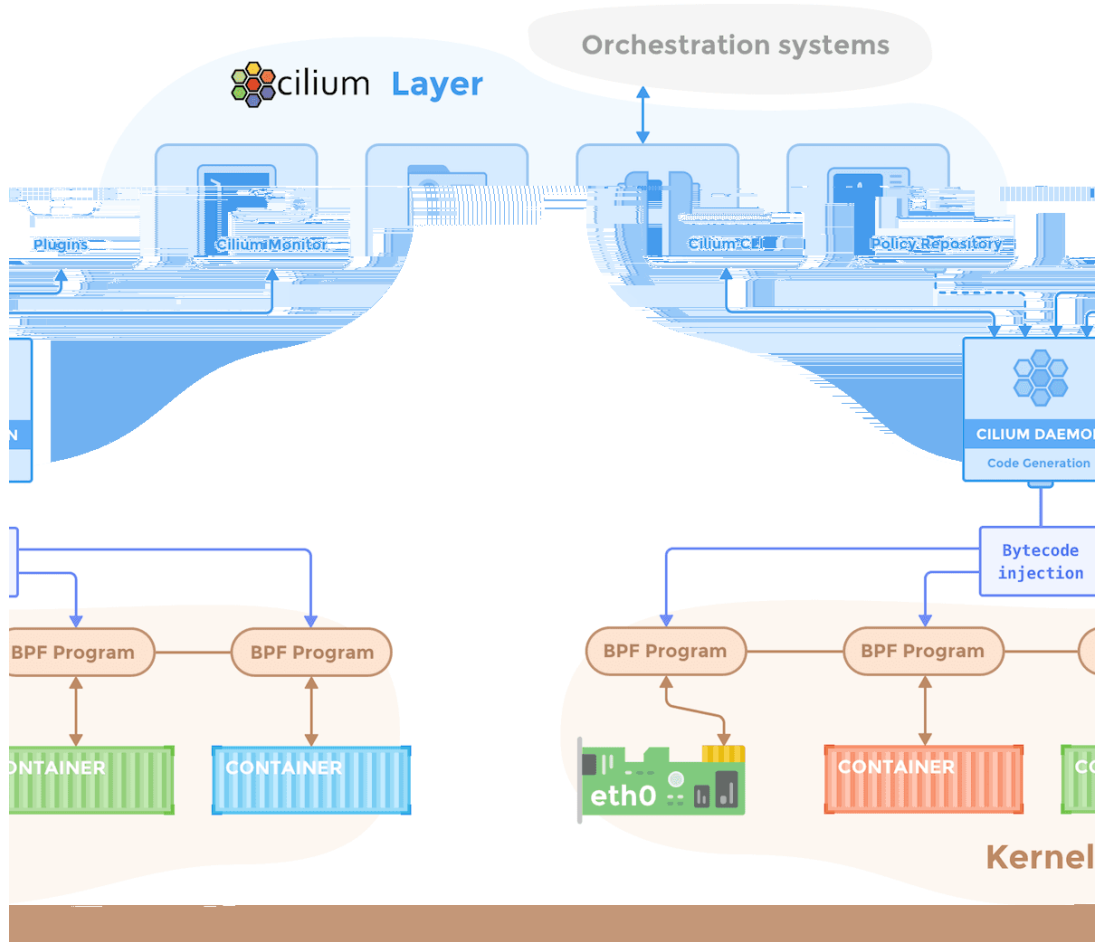 Orchestration systems
cilium Layer
Plugins
Cilium Monitor
Cilium CLI
Policy Repository
N
CILIUM DAEMO
Code Generation
Bytecode
injection
BPF Program
BPF Program
BPF Program
BPF Program
ONTAINER
CONTAINER
eth0
CONTAINER
CO
Kernel